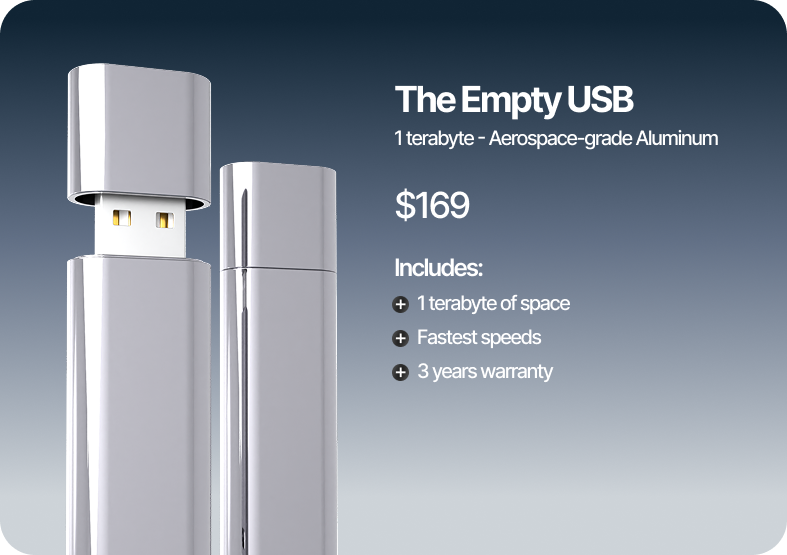 The Empty USB
1 terabyte - Aerospace-grade Aluminum
$169
Includes:
1 terabyte of space
Fastest speeds
3 years warranty